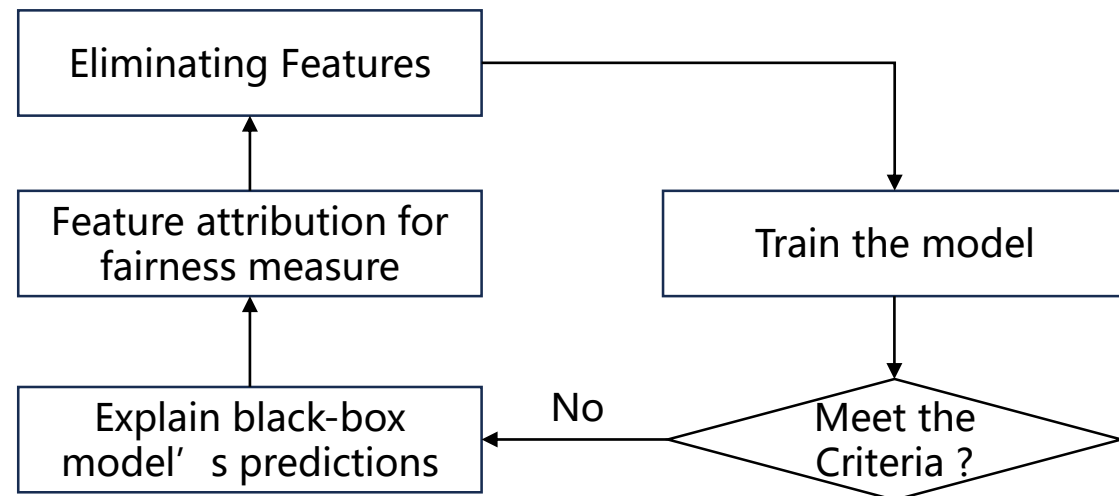 Eliminating Features
Feature attribution for
fairness measure
Train the model
Explain black-box
model’s predictions
No
Meet the
Criteria ?